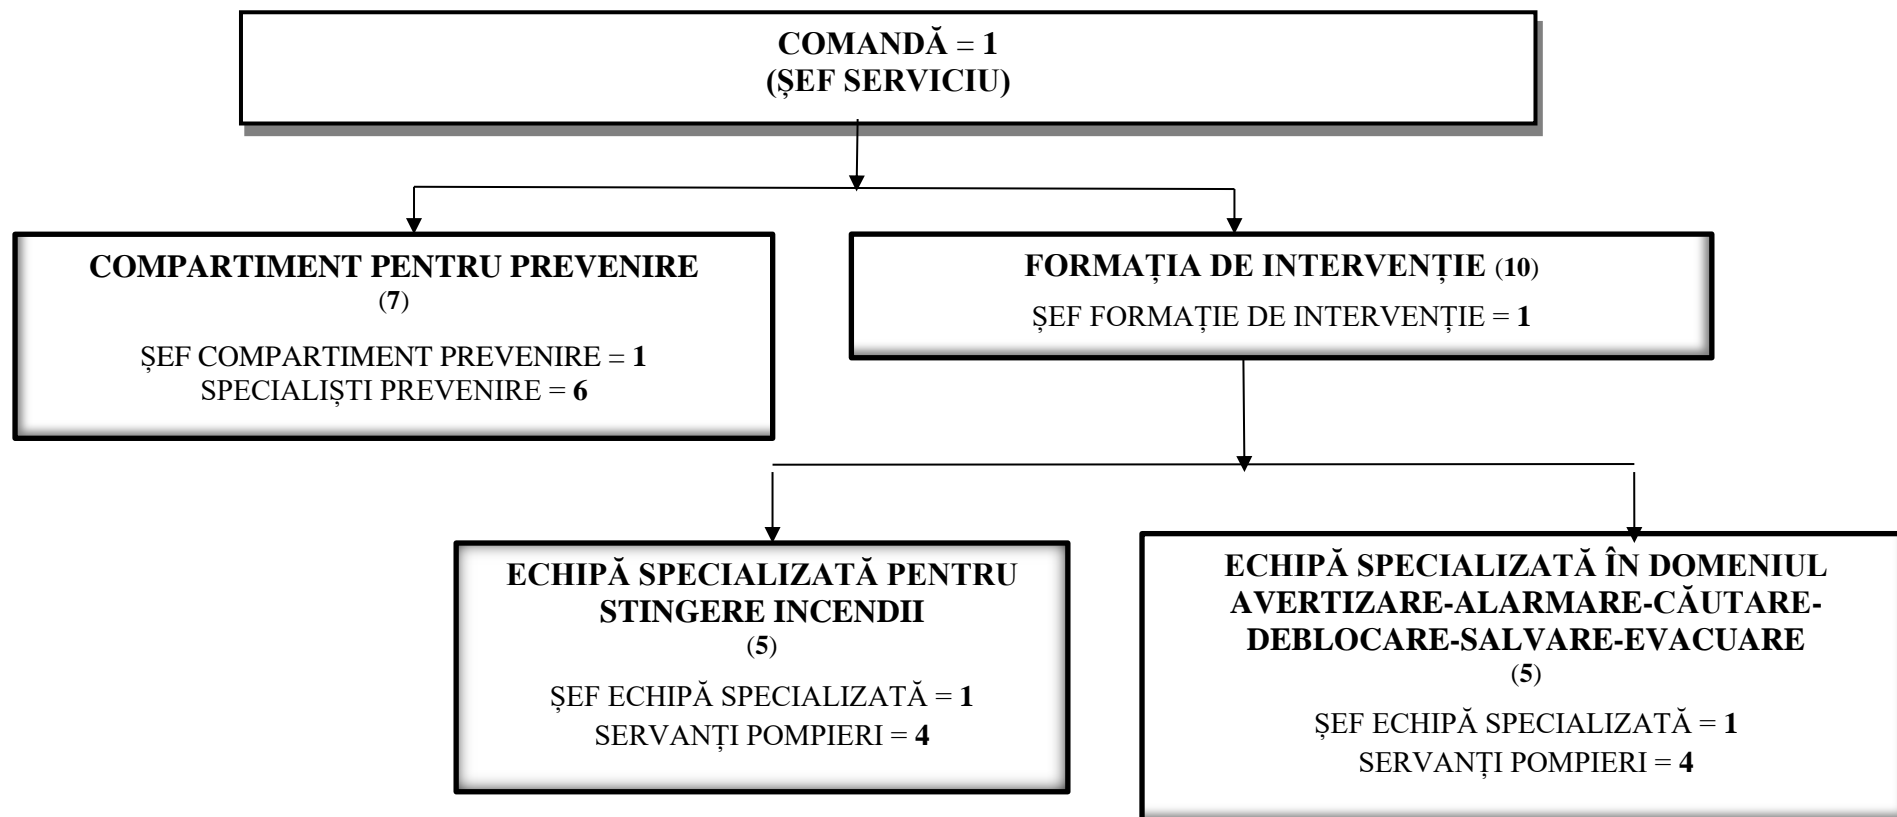 COMANDĂ = 1
(ȘEF SERVICIU)
COMPARTIMENT PENTRU PREVENIRE
(7)
ȘEF COMPARTIMENT PREVENIRE = 1
SPECIALIȘTI PREVENIRE = 6
FORMAȚIA DE INTERVENȚIE (10)
ȘEF FORMAȚIE DE INTERVENȚIE = 1
ECHIPĂ SPECIALIZATĂ PENTRU
STINGERE INCENDII
(5)
ȘEF ECHIPĂ SPECIALIZATĂ = 1
SERVANȚI POMPIERI = 4
ECHIPĂ SPECIALIZATĂ ÎN DOMENIUL
AVERTIZARE-ALARMARE-CĂUTARE-
DEBLOCARE-SALVARE-EVACUARE
(5)
ȘEF ECHIPĂ SPECIALIZATĂ = 1
SERVANȚI POMPIERI = 4